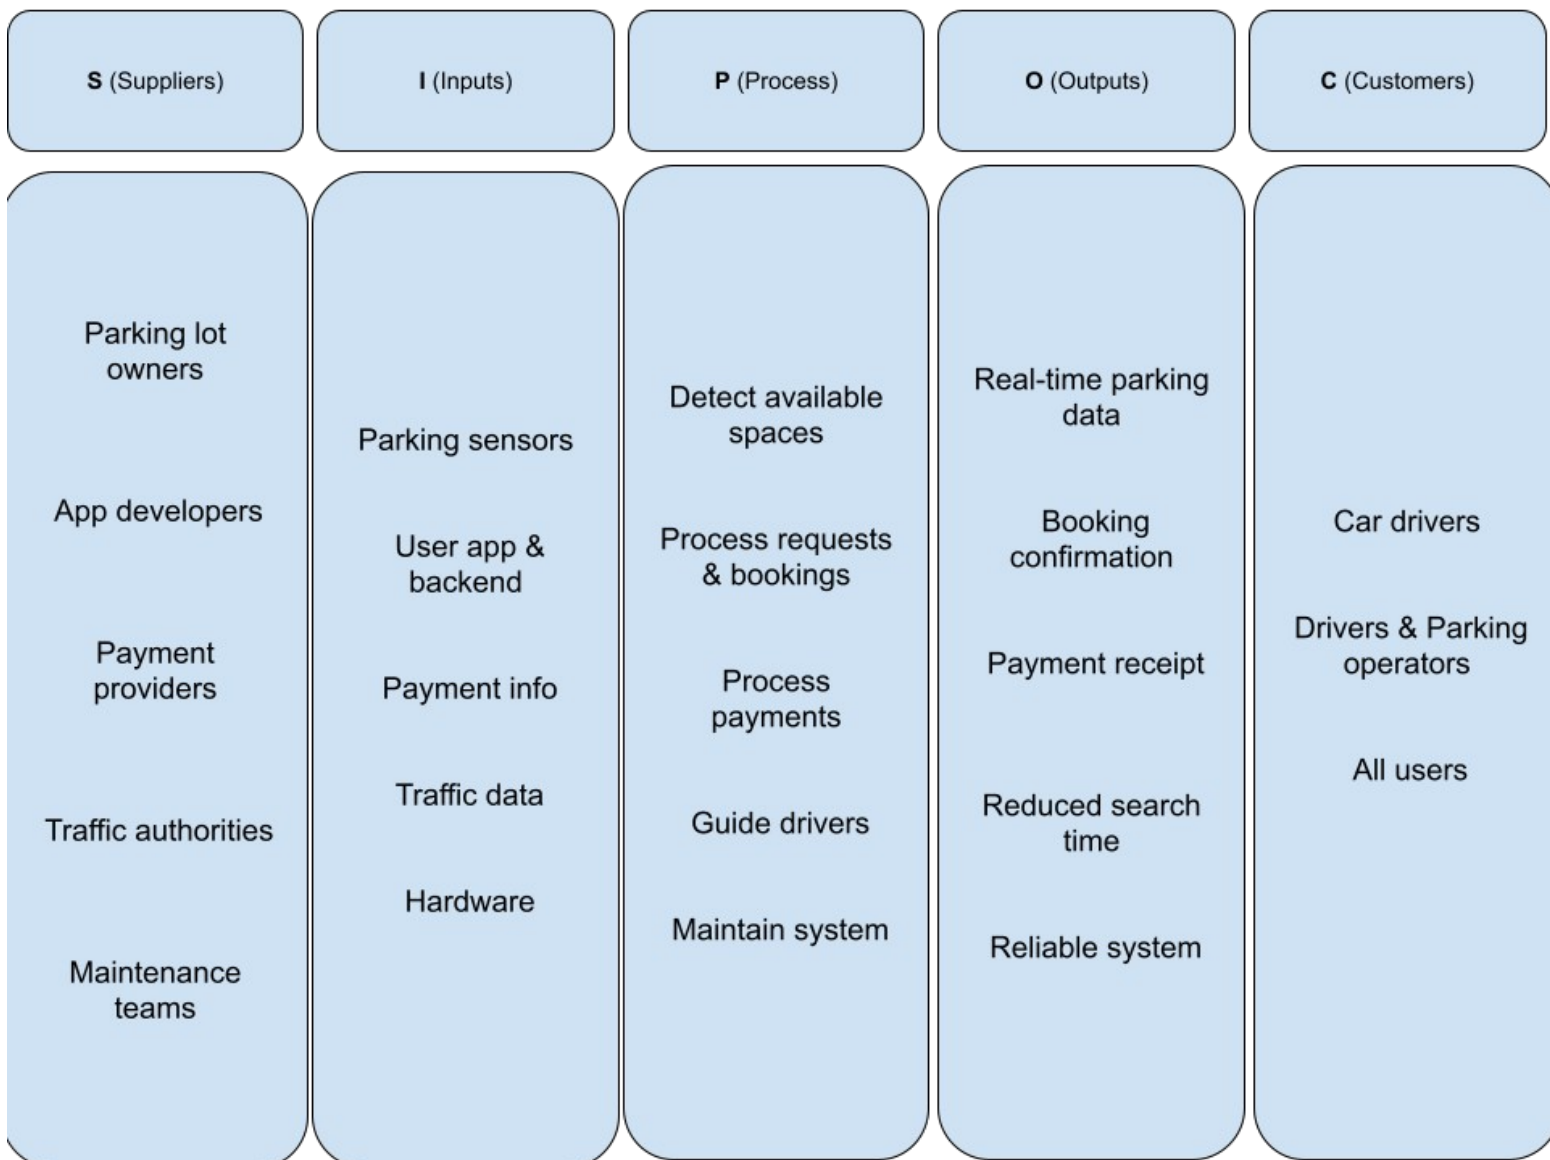 S (Suppliers)
I (Inputs)
P (Process)
O (Outputs)
C (Customers)
Parking lot
owners
App developers
Payment
providers
Traffic authorities
Maintenance
teams
Parking sensors
User app &
backend
Payment info
Traffic data
Hardware
Detect available
spaces
Process requests
& bookings
Process
payments
Guide drivers
Maintain system
Real-time parking
data
Booking
confirmation
Payment receipt
Reduced search
time
Reliable system
Car drivers
Drivers & Parking
operators
All users